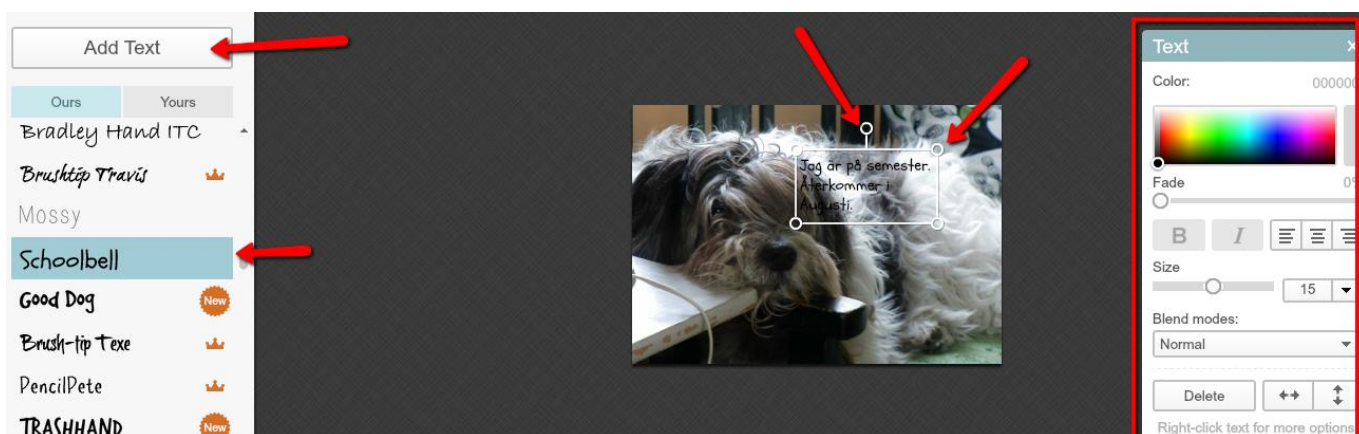 Add Text
Ours Yours
Bradley Hand ITC
Brushtip Travis
Mossy
Schoolbell
Good Dog New
Brush-tip Texe
PencilPete
TRASHHAND New
Jag är på semester.
Återkommer i
Augusti.
Text ×
Color: 000000
Fade 0%
B I
Size
15
Blend modes:
Normal
Delete
Right-click text for more options